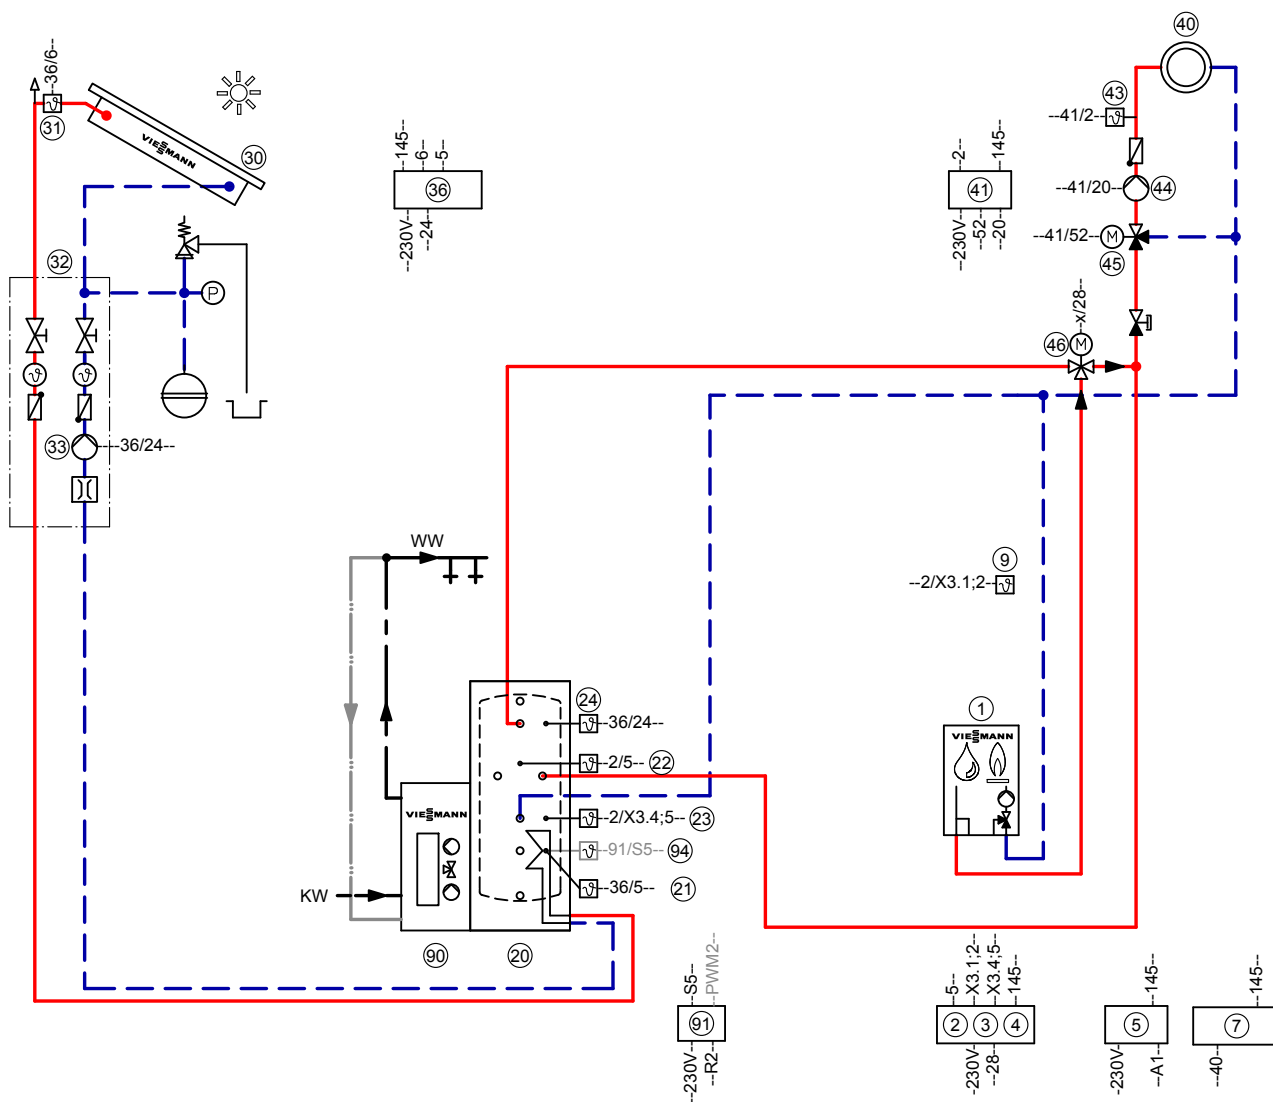 40
--36/6--
31
VIESSMANN
30
--145--
--6--
--5--
36
--230V--
--24--
--2--
--145--
41
--230V--
--52--
--20--
43
--41/2--
--41/20--
44
--41/52--
M
45
32
P
--x/28--
46
M
33
----36/24--
WW
9
--2/X3.1;2--
24
--36/24--
--2/5--
22
1
VIESSMANN
VIESSMANN
--2/X3.4;5--
23
--91/S5--
94
--36/5--
21
KW
90
20
--S5--
--PWM2--
91
--230V--
--R2--
-5--
-X3.1;2-
-X3.4;5-
-145--
2
3
4
-230V-
--28--
--145--
5
-230V-
--A1--
--145--
7
--40--